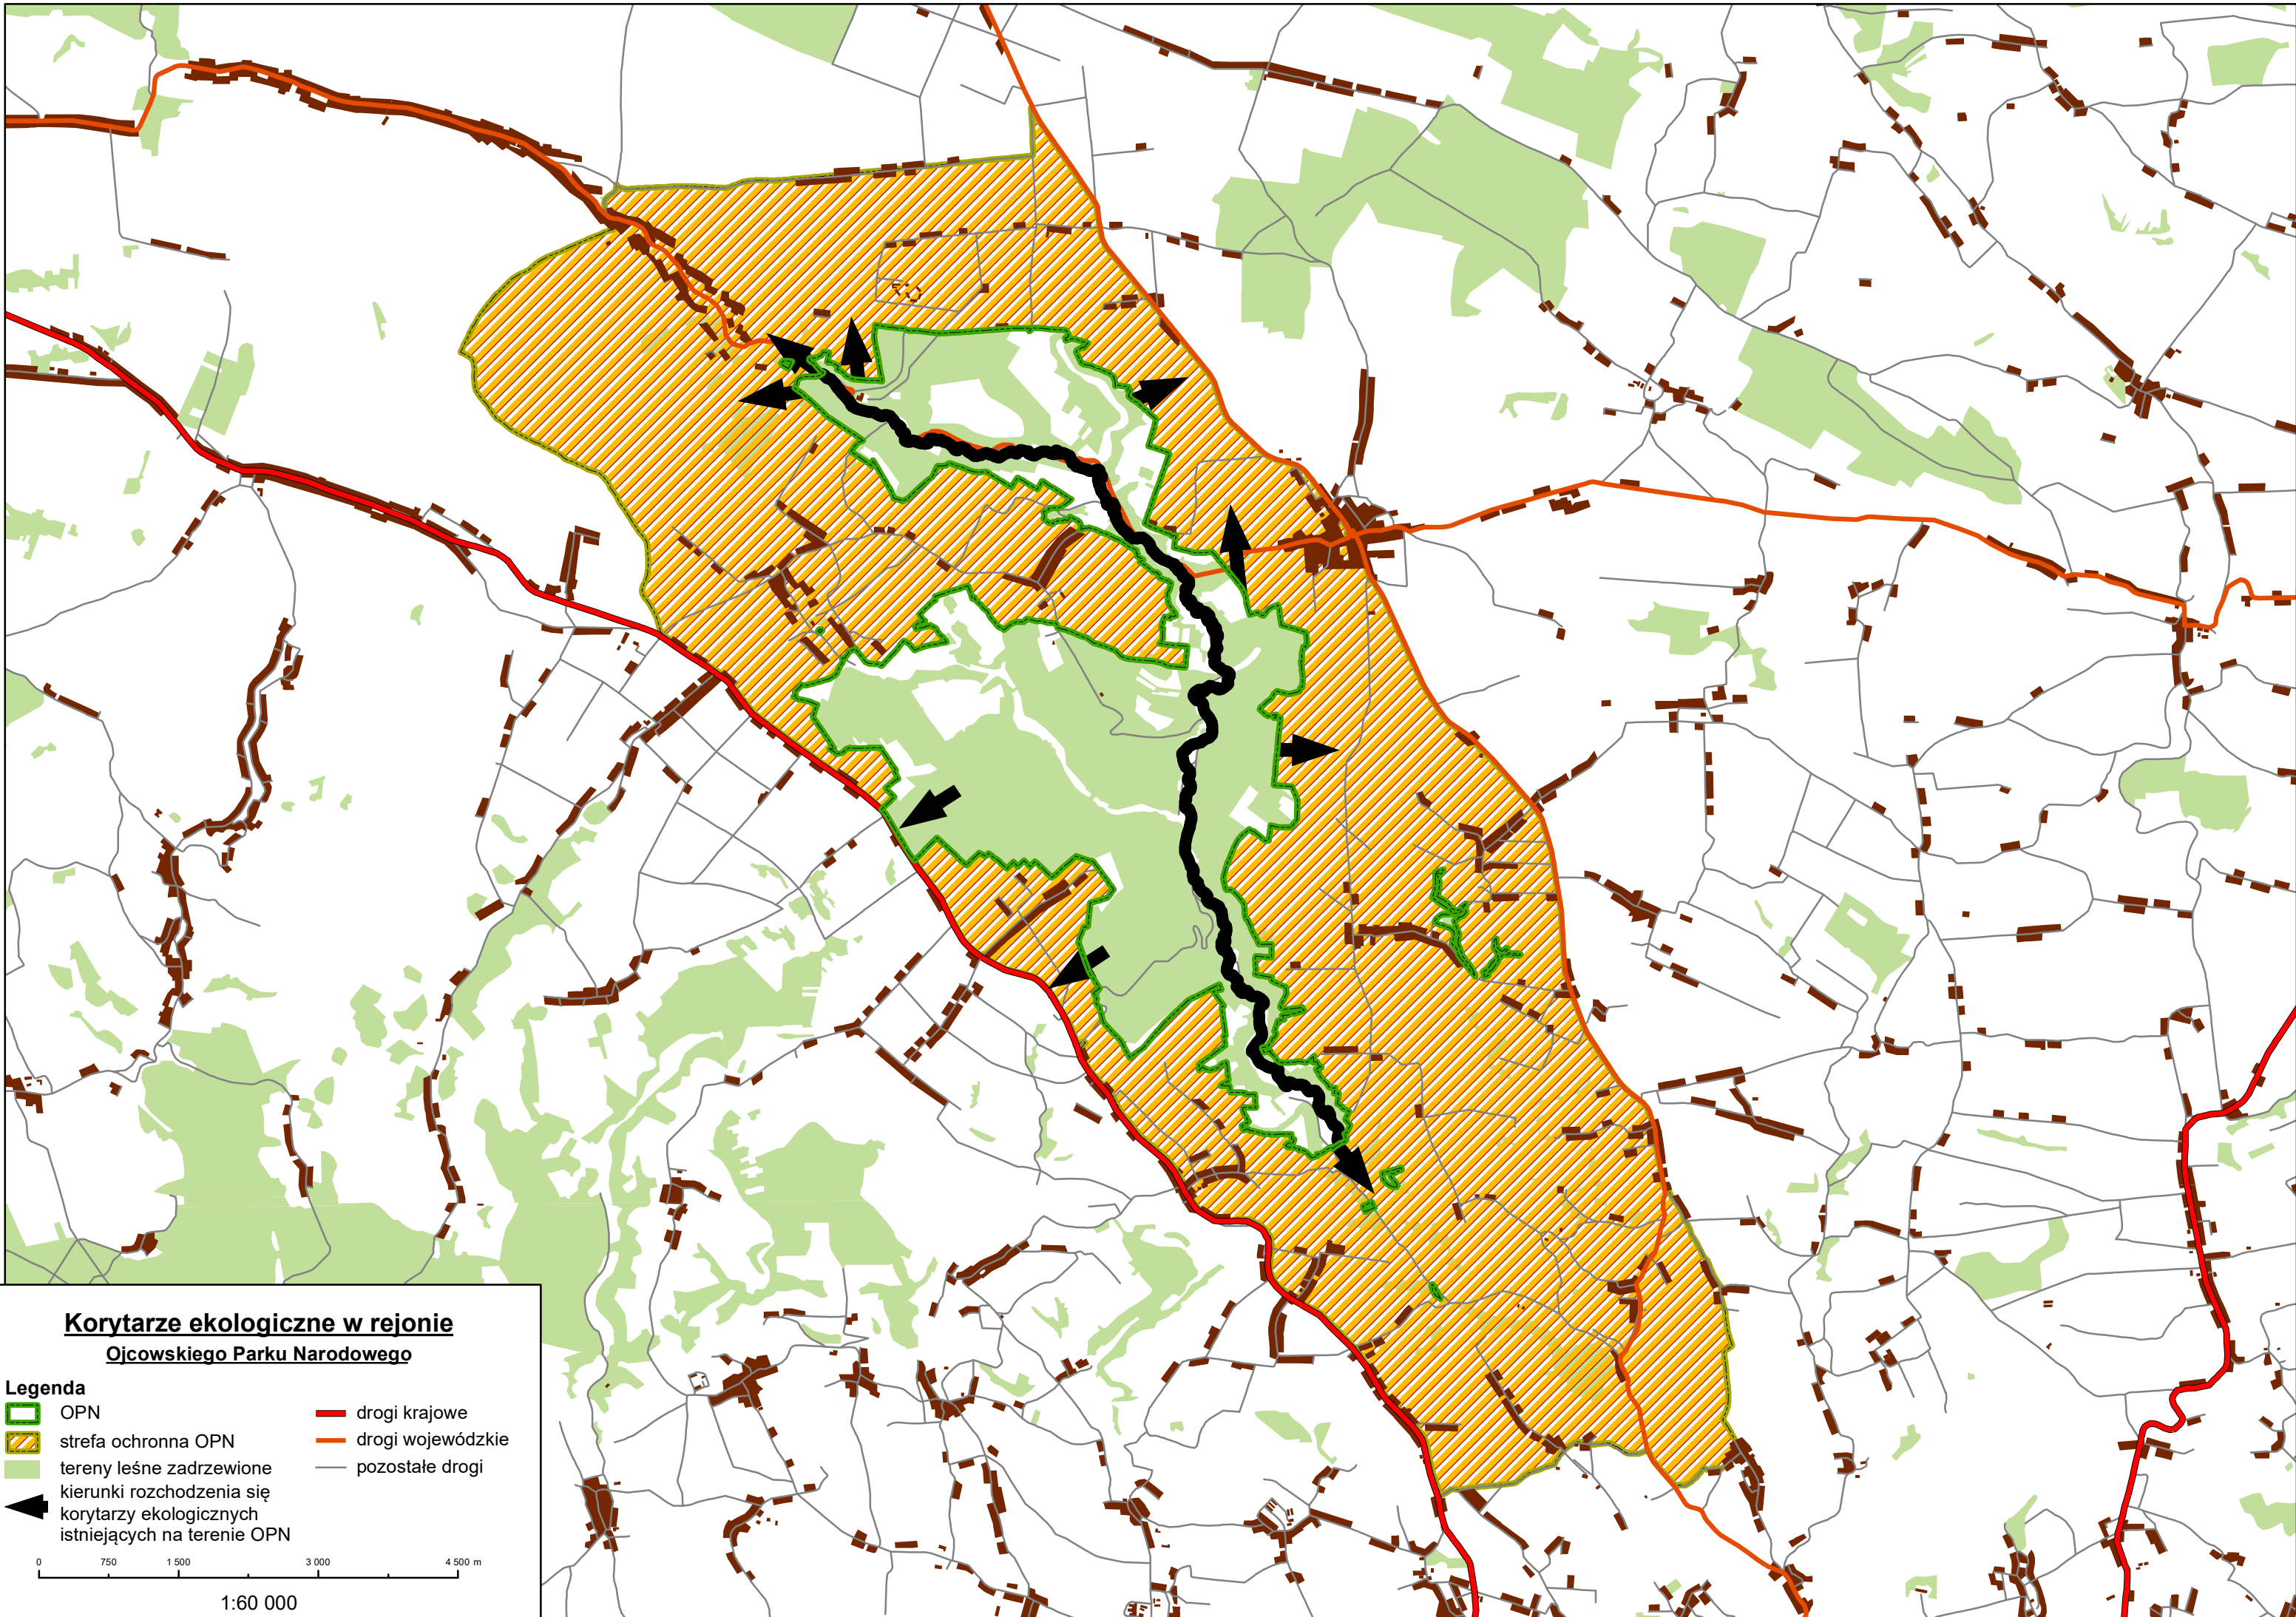 Korytarze ekologiczne w rejonie
Ojcowskiego Parku Narodowego
Legenda
OPN
strefa ochronna OPN
tereny leśne zadrzewione
kierunki rozchodzenia się
korytarzy ekologicznych
istniejących na terenie OPN
drogi krajowe
drogi wojewódzkie
pozostałe drogi
0 750 1 500 3 000 4 500 m
1:60 000